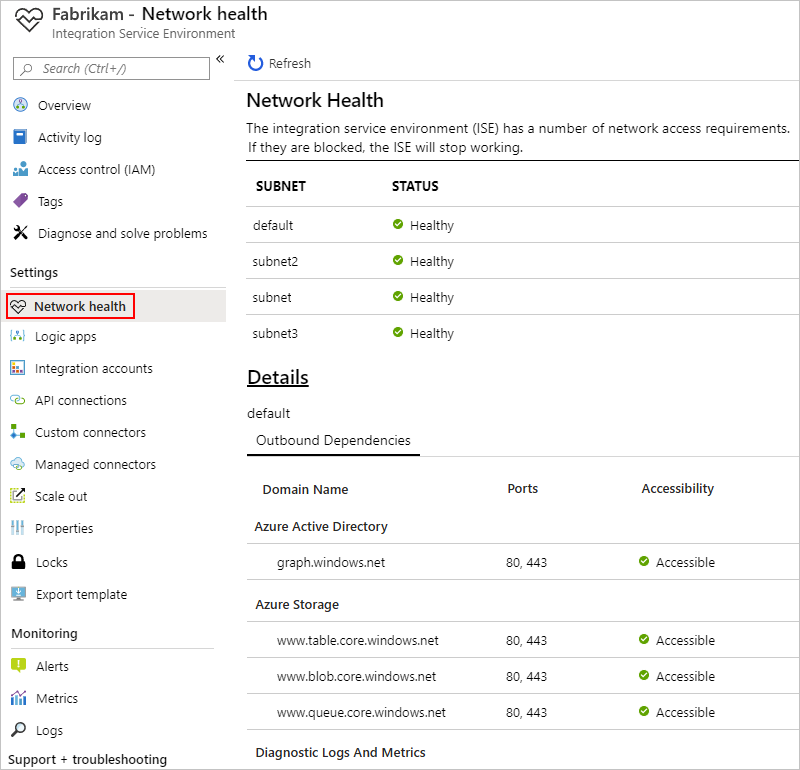 Fabrikam - Network health
Integration Service Environment
Search (Ctrl+/)
«
Overview
Activity log
Access control (IAM)
Tags
Diagnose and solve problems
Settings
Network health
Logic apps
Integration accounts
API connections
Custom connectors
Managed connectors
Scale out
Properties
Locks
Export template
Monitoring
Alerts
Metrics
Logs
Support + troubleshooting
Refresh
Network Health
The integration service environment (ISE) has a number of network access requirements.
If they are blocked, the ISE will stop working.
SUBNET STATUS
default Healthy
subnet2 Healthy
subnet Healthy
subnet3 Healthy
Details
default
Outbound Dependencies
Domain Name Ports Accessibility
Azure Active Directory
graph.windows.net 80, 443 Accessible
Azure Storage
www.table.core.windows.net 80, 443 Accessible
www.blob.core.windows.net 80, 443 Accessible
www.queue.core.windows.net 80, 443 Accessible
Diagnostic Logs And Metrics